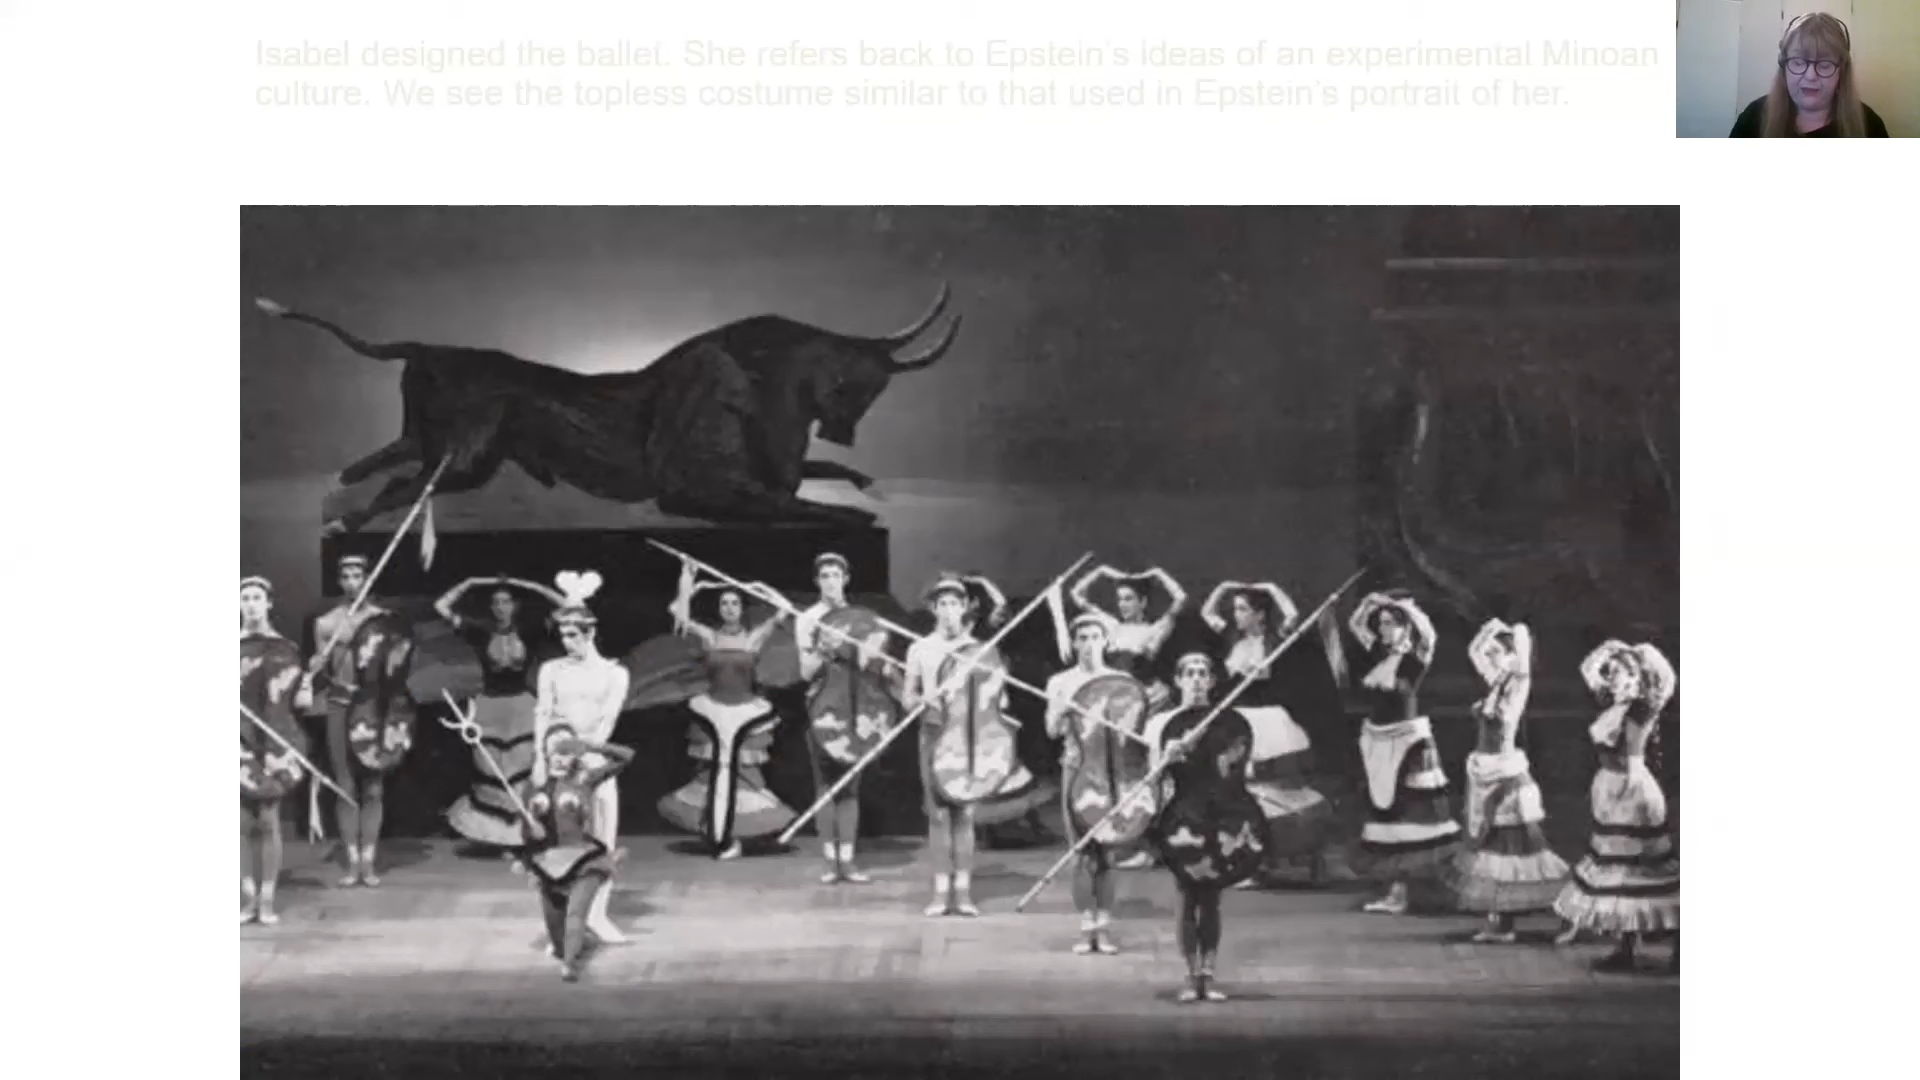 Isabel designed the ballet. She refers back to Epstein's ideas of an experimental Minoan
culture. We see the topless costume similar to that used in Epstein's portrait of her.